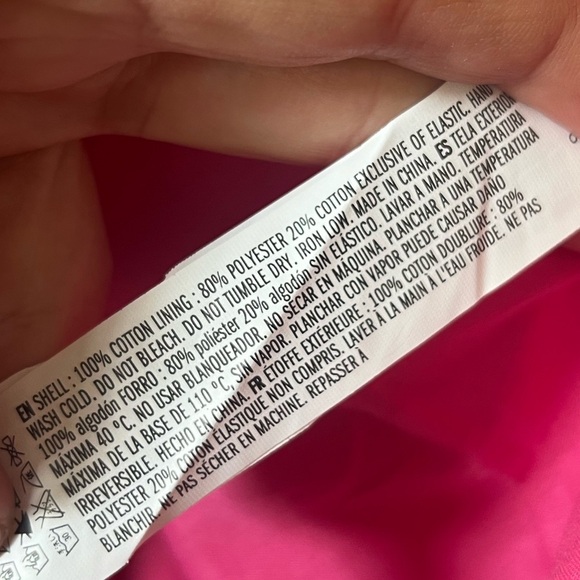 EN SHELL : 100% COTTON LINING : 80% POLYESTER 20% COTTON EXCLUSIVE OF ELASTIC. HAND
WASH COLD. DO NOT BLEACH. DO NOT TUMBLE DRY. IRON LOW. MADE IN CHINA. ES TELA EXTERIOR
100% algodón FORRO : 80% poliéster 20% algodón SIN ELÁSTICO LAVAR A MANO. TEMPERATURA
MÁXIMA 40 °C. NO USAR BLANQUEADOR. NO SECAR EN MAQUINA. PLANCHAR A UNA TEMPERATURA
MÁXIMA DE LA BASE DE 110 °C, SIN VAPOR. PLANCHAR CON VAPOR PUEDE CAUSAR DAÑO
IRREVERSIBLE. HECHO EN CHINA. FR ÉTOFFE EXTÉRIEURE : 100% COTON DOUBLURE : 80%
POLYESTER 20% COTON ELASTIQUE NON COMPRIS. LAVER À LA MAIN À L'EAU FROIDE. NE PAS
BLANCHIR. NE PAS SÉCHER EN MACHINE. REPASSER À